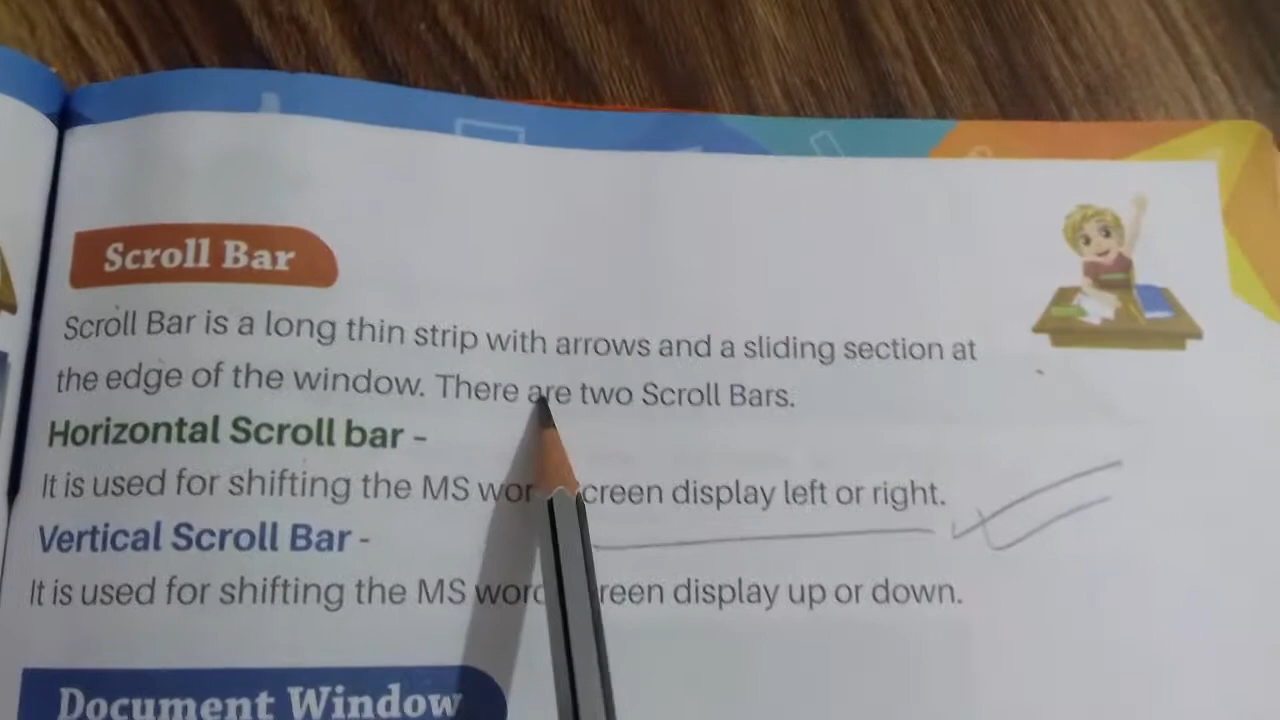 Scroll Bar
Scroll Bar is a long thin strip with arrows and a sliding section at
the edge of the window. There are two Scroll Bars.
Horizontal Scroll bar -
It is used for shifting the MS display left or right.
Vertical Scroll Bar -
It is used for shifting the MS word display up or down.
Document Window